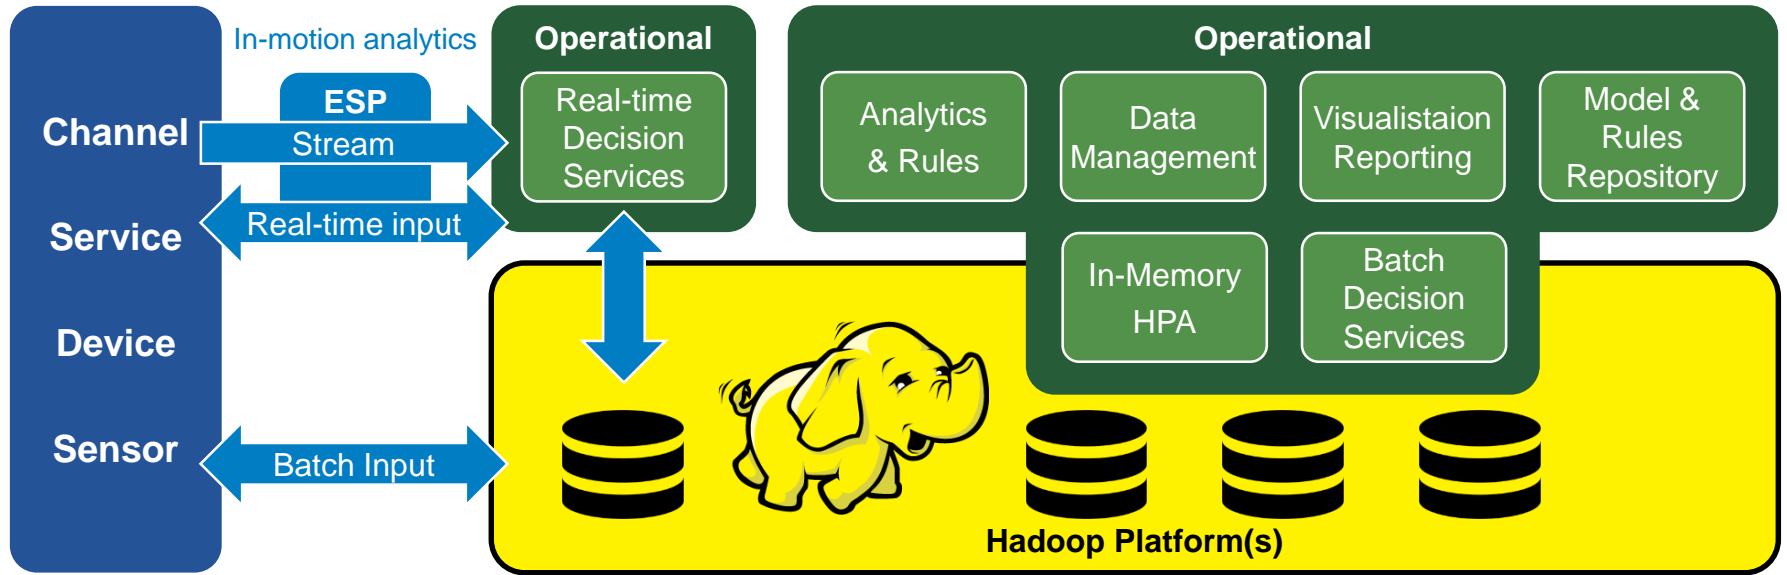 Channel
Service
Device
Sensor
In-motion analytics
ESP
Stream
Real-time input
Batch Input
Operational
Real-time
Decision
Services
Operational
Analytics
& Rules
Data
Management
Visualistaion
Reporting
Model &
Rules
Repository
In-Memory
HPA
Batch
Decision
Services
Hadoop Platform(s)